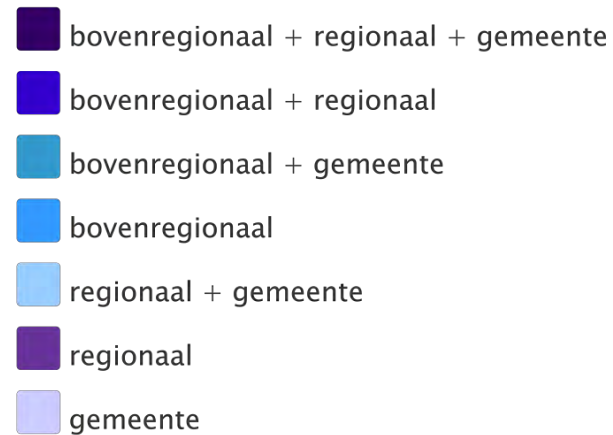 bovenregionaal + regionaal + gemeente
bovenregionaal + regionaal
bovenregionaal + gemeente
bovenregionaal
regionaal + gemeente
regionaal
gemeente